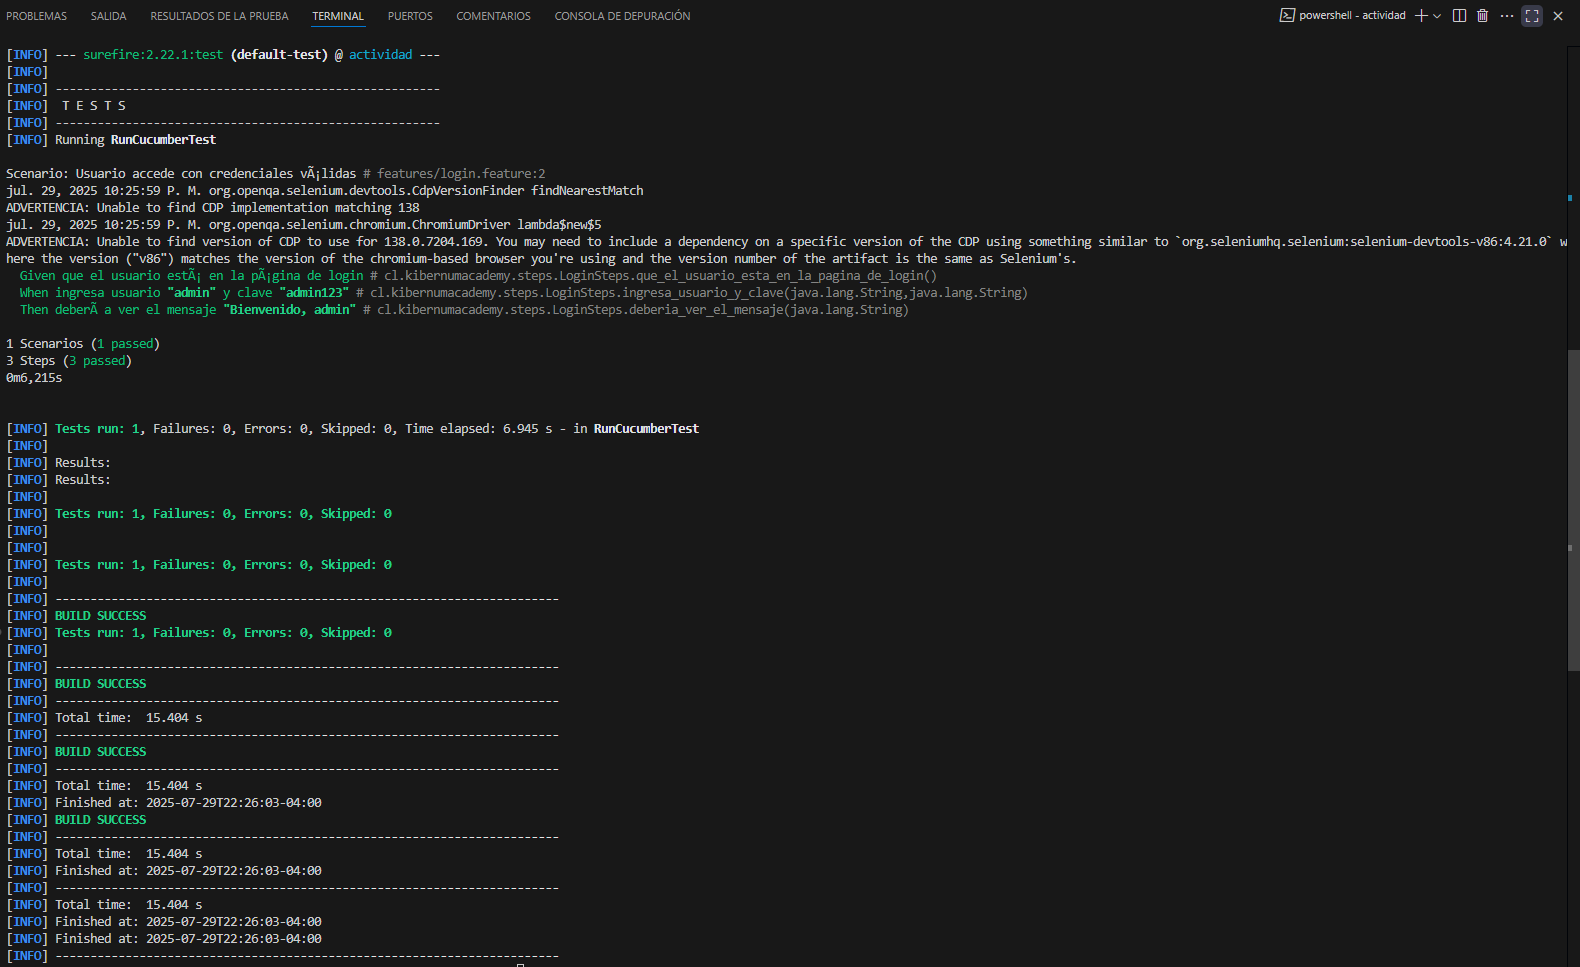 PROBLEMAS SALIDA RESULTADOS DE LA PRUEBA TERMINAL PUERTOS COMENTARIOS CONSOLA DE DEPURACIÓN powershell - actividad
[INFO] --- surefire:2.22.1:test (default-test) @ actividad ---
[INFO]
[INFO] -------------------------------------------------------
[INFO]  T E S T S
[INFO] -------------------------------------------------------
[INFO] Running RunCucumberTest
Scenario: Usuario accede con credenciales vÃ¡lidas # features/login.feature:2
jul. 29, 2025 10:25:59 P. M. org.openqa.selenium.devtools.CdpVersionFinder findNearestMatch
ADVERTENCIA: Unable to find CDP implementation matching 138
jul. 29, 2025 10:25:59 P. M. org.openqa.selenium.chromium.ChromiumDriver lambda$new$5
ADVERTENCIA: Unable to find version of CDP to use for 138.0.7204.169. You may need to include a dependency on a specific version of the CDP using something similar to `org.seleniumhq.selenium:selenium-devtools-v86:4.21.0` w
here the version ("v86") matches the version of the chromium-based browser you're using and the version number of the artifact is the same as Selenium's.
  Given que el usuario estÃ¡ en la pÃ¡gina de login # cl.kibernumacademy.steps.LoginSteps.que_el_usuario_esta_en_la_pagina_de_login()
  When ingresa usuario "admin" y clave "admin123" # cl.kibernumacademy.steps.LoginSteps.ingresa_usuario_y_clave(java.lang.String,java.lang.String)
  Then deberÃ a ver el mensaje "Bienvenido, admin" # cl.kibernumacademy.steps.LoginSteps.deberia_ver_el_mensaje(java.lang.String)
1 Scenarios (1 passed)
3 Steps (3 passed)
0m6,215s
[INFO] Tests run: 1, Failures: 0, Errors: 0, Skipped: 0, Time elapsed: 6.945 s - in RunCucumberTest
[INFO]
[INFO] Results:
[INFO] Results:
[INFO]
[INFO] Tests run: 1, Failures: 0, Errors: 0, Skipped: 0
[INFO]
[INFO]
[INFO] Tests run: 1, Failures: 0, Errors: 0, Skipped: 0
[INFO]
[INFO] ------------------------------------------------------------------------
[INFO] BUILD SUCCESS
[INFO] Tests run: 1, Failures: 0, Errors: 0, Skipped: 0
[INFO]
[INFO] ------------------------------------------------------------------------
[INFO] BUILD SUCCESS
[INFO] ------------------------------------------------------------------------
[INFO] Total time:  15.404 s
[INFO] ------------------------------------------------------------------------
[INFO] BUILD SUCCESS
[INFO] ------------------------------------------------------------------------
[INFO] Total time:  15.404 s
[INFO] Finished at: 2025-07-29T22:26:03-04:00
[INFO] BUILD SUCCESS
[INFO] ------------------------------------------------------------------------
[INFO] Total time:  15.404 s
[INFO] Finished at: 2025-07-29T22:26:03-04:00
[INFO] ------------------------------------------------------------------------
[INFO] Total time:  15.404 s
[INFO] Finished at: 2025-07-29T22:26:03-04:00
[INFO] Finished at: 2025-07-29T22:26:03-04:00
[INFO] ------------------------------------------------------------------------